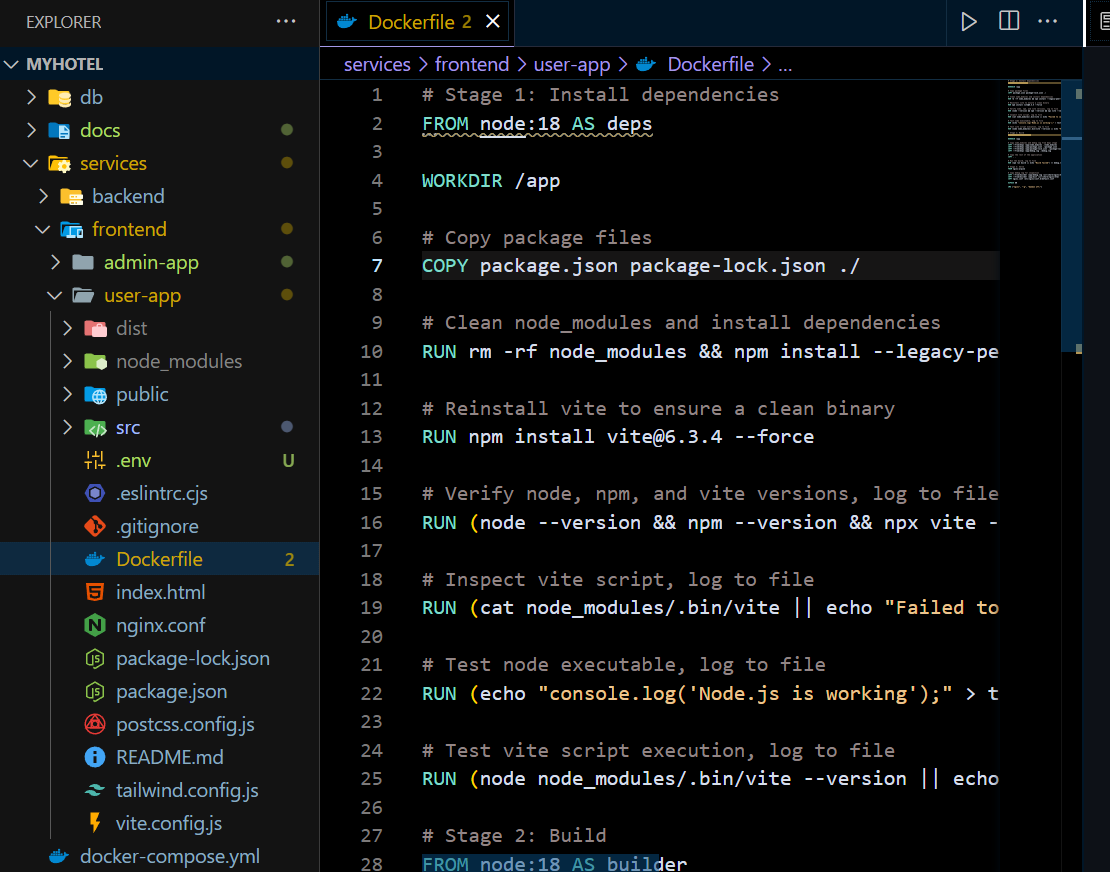 EXPLORER
MYHOTEL
db
docs
services
backend
frontend
admin-app
user-app
dist
node_modules
public
src
.env U
.eslintrc.cjs
.gitignore
Dockerfile 2
index.html
nginx.conf
package-lock.json
package.json
postcss.config.js
README.md
tailwind.config.js
vite.config.js
docker-compose.yml
Dockerfile 2
services > frontend > user-app > Dockerfile > ...
1 # Stage 1: Install dependencies
2 FROM node:18 AS deps
3
4 WORKDIR /app
5
6 # Copy package files
7 COPY package.json package-lock.json ./
8
9 # Clean node_modules and install dependencies
10 RUN rm -rf node_modules && npm install --legacy-pe
11
12 # Reinstall vite to ensure a clean binary
13 RUN npm install vite@6.3.4 --force
14
15 # Verify node, npm, and vite versions, log to file
16 RUN (node --version && npm --version && npx vite -
17
18 # Inspect vite script, log to file
19 RUN (cat node_modules/.bin/vite || echo "Failed to
20
21 # Test node executable, log to file
22 RUN (echo "console.log('Node.js is working');" > t
23
24 # Test vite script execution, log to file
25 RUN (node node_modules/.bin/vite --version || echo
26
27 # Stage 2: Build
28 FROM node:18 AS builder